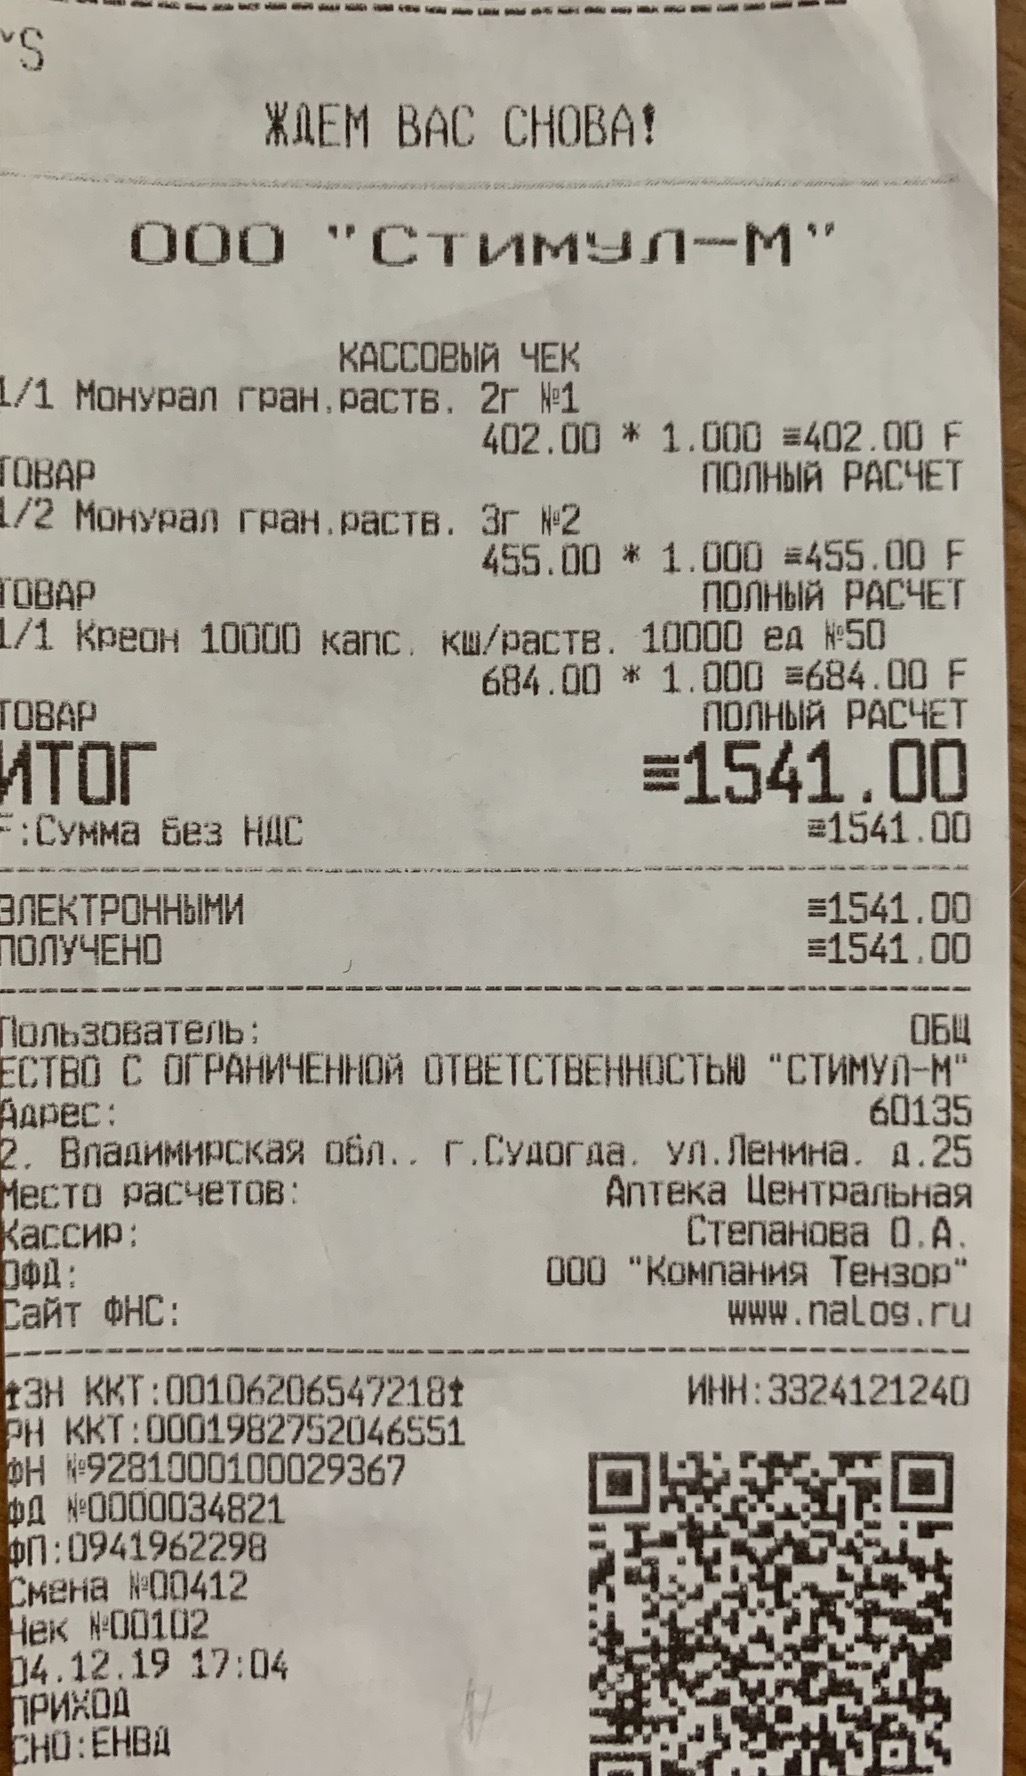 ЖДЕМ ВАС СНОВА!
ООО "Стимул-М"
КАССОВЫЙ ЧЕК
1/1 Монурал гран.раств. 2г №1
402.00 * 1.000 ≡402.00 F
ТОВАР ПОЛНЫЙ РАСЧЕТ
1/2 Монурал гран.раств. 3г №2
455.00 * 1.000 ≡455.00 F
ТОВАР ПОЛНЫЙ РАСЧЕТ
1/1 Креон 10000 капс. кш/раств. 10000 ед №50
684.00 * 1.000 ≡684.00 F
ТОВАР ПОЛНЫЙ РАСЧЕТ
ИТОГ ≡1541.00
F:Сумма без НДС ≡1541.00
ЭЛЕКТРОННЫМИ ≡1541.00
ПОЛУЧЕНО ≡1541.00
Пользователь: ОБЩ
ЕСТВО С ОГРАНИЧЕННОЙ ОТВЕТСТВЕННОСТЬЮ "СТИМУЛ-М"
Адрес: 60135
2, Владимирская обл., г.Судогда, ул.Ленина, д.25
Место расчетов: Аптека Центральная
Кассир: Степанова О.А.
ОФД: ООО "Компания Тензор"
Сайт ФНС: www.nalog.ru
ЗН ККТ:00106206547218 ИНН:3324121240
РН ККТ:0001982752046551
ФН №9281000100029367
ФД №0000034821
ФП:0941962298
Смена №00412
Чек №00102
04.12.19 17:04
ПРИХОД
СНО:ЕНВД